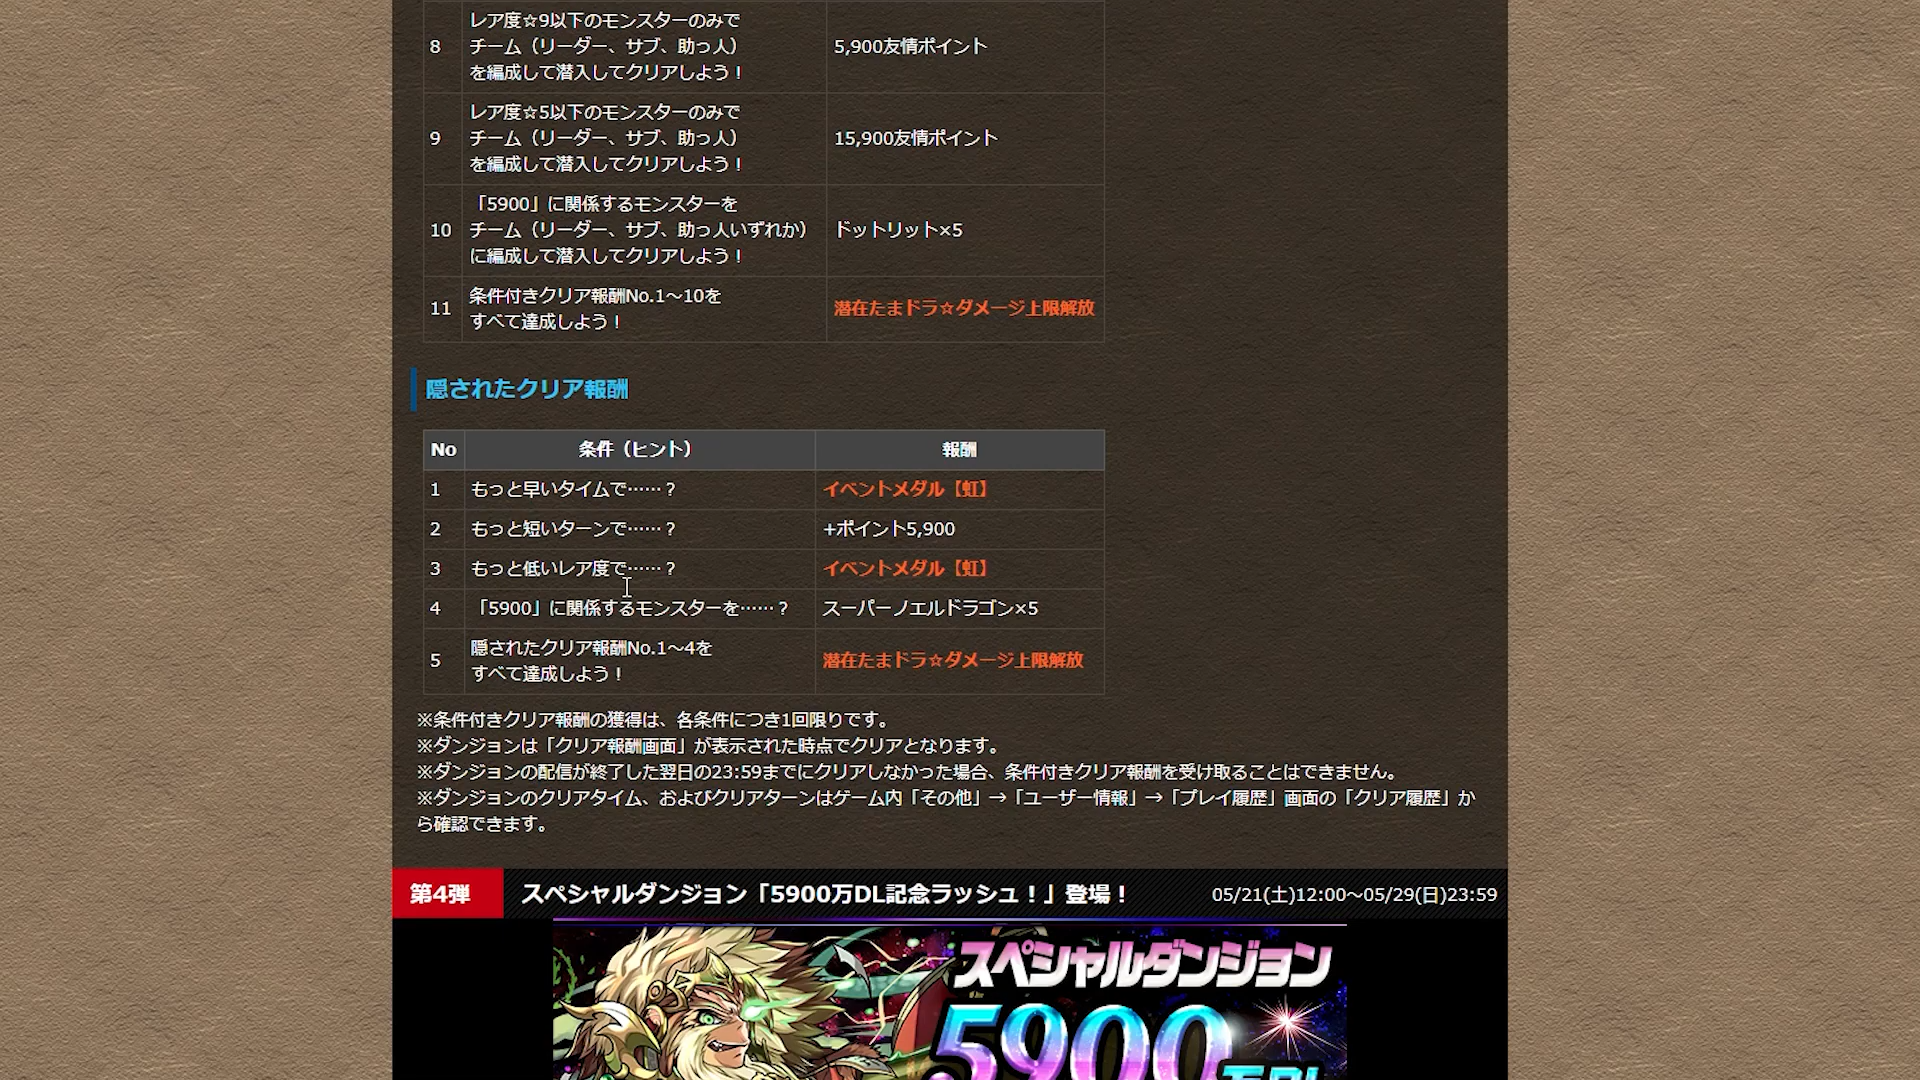 レア度☆9以下のモンスターのみで
8
チーム（リーダー、サブ、助っ人）
5,900友情ポイント
を編成して潜入してクリアしよう！
レア度☆5以下のモンスターのみで
9
チーム（リーダー、サブ、助っ人）
15,900友情ポイント
を編成して潜入してクリアしよう！
「5900」に関係するモンスターを
10
チーム（リーダー、サブ、助っ人いずれか）
ドットリット×5
に編成して潜入してクリアしよう！
11
条件付きクリア報酬No.1～10を
すべて達成しよう！
潜在たまドラ☆ダメージ上限解放
隠されたクリア報酬
No 条件（ヒント） 報酬
1 もっと早いタイムで……？ イベントメダル【虹】
2 もっと短いターンで……？ +ポイント5,900
3 もっと低いレア度で……？ イベントメダル【虹】
4 「5900」に関係するモンスターを……？ スーパーノエルドラゴン×5
5
隠されたクリア報酬No.1～4を
すべて達成しよう！
潜在たまドラ☆ダメージ上限解放
※条件付きクリア報酬の獲得は、各条件につき1回限りです。
※ダンジョンは「クリア報酬画面」が表示された時点でクリアとなります。
※ダンジョンの配信が終了した翌日の23:59までにクリアしなかった場合、条件付きクリア報酬を受け取ることはできません。
※ダンジョンのクリアタイム、およびクリアターンはゲーム内「その他」→「ユーザー情報」→「プレイ履歴」画面の「クリア履歴」か
ら確認できます。
第4弾 スペシャルダンジョン「5900万DL記念ラッシュ！」登場！ 05/21(土)12:00～05/29(日)23:59
スペシャルダンジョン
5900万DL